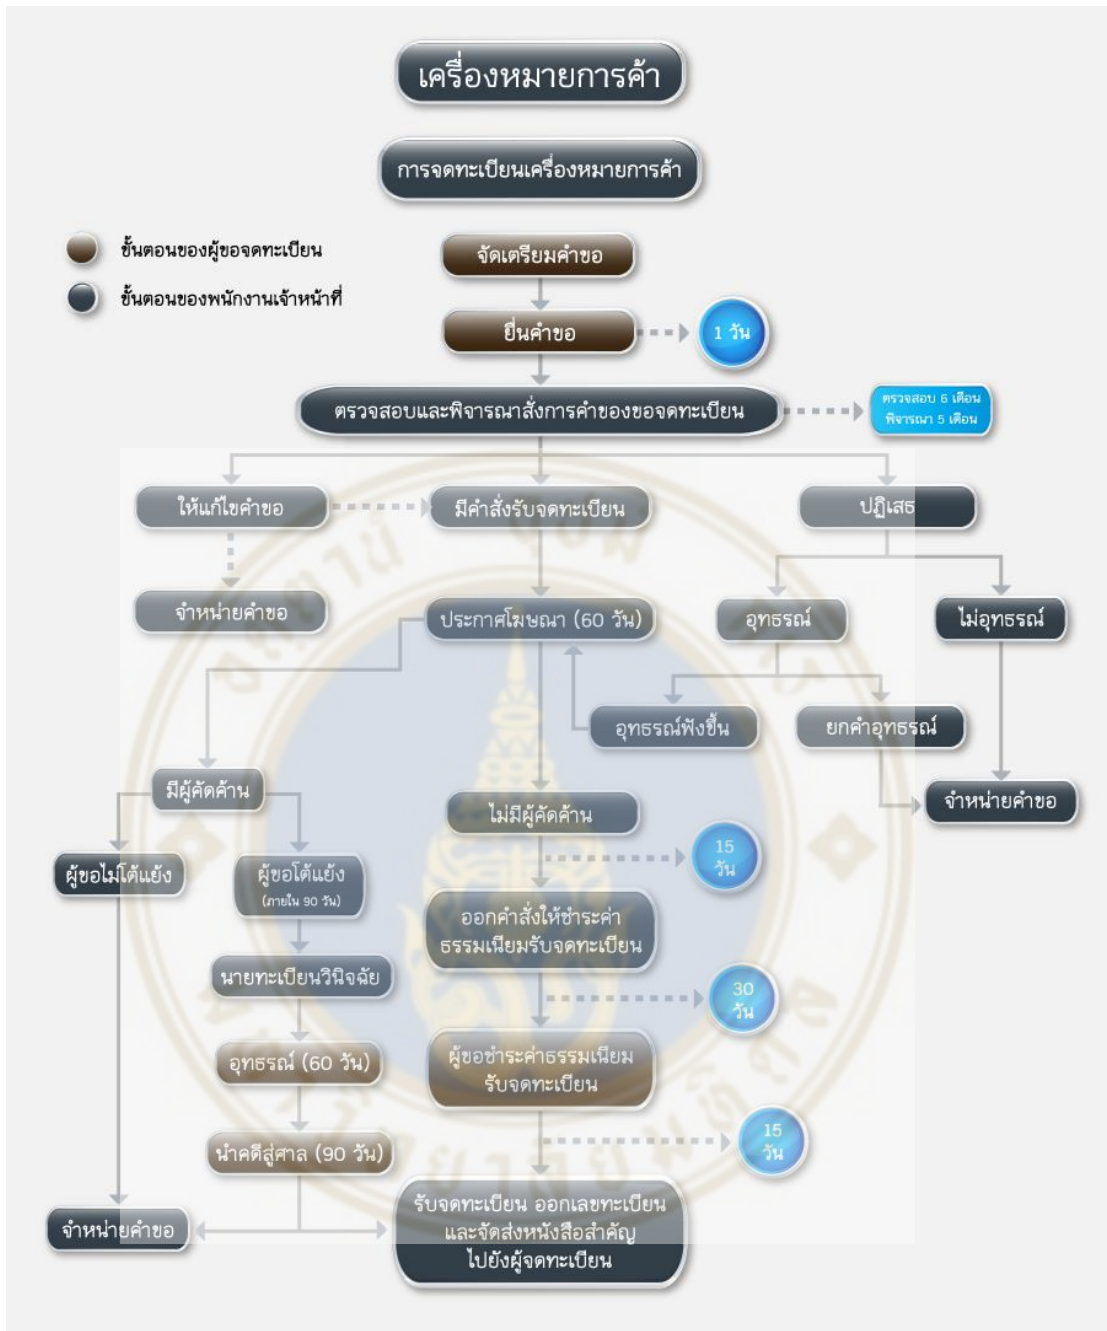 เครื่องหมายการค้า
การจดทะเบียนเครื่องหมายการค้า
ขั้นตอนของผู้ขอจดทะเบียน
ขั้นตอนของพนักงานเจ้าหน้าที่
จัดเตรียมคำขอ
ยื่นคำขอ
1 วัน
ตรวจสอบและพิจารณาสั่งการคำของขอจดทะเบียน
ตรวจสอบ 6 เดือน
พิจารณา 5 เดือน
ให้แก้ไขคำขอ
มีคำสั่งรับจดทะเบียน
ปฏิเสธ
จำหน่ายคำขอ
ประกาศโฆษณา (60 วัน)
อุทธรณ์
ไม่อุทธรณ์
อุทธรณ์ฟังขึ้น
ยกคำอุทธรณ์
มีผู้คัดค้าน
ไม่มีผู้คัดค้าน
จำหน่ายคำขอ
15
วัน
ผู้ขอไม่โต้แย้ง
ผู้ขอโต้แย้ง
(ภายใน 90 วัน)
ออกคำสั่งให้ชำระค่า
ธรรมเนียมรับจดทะเบียน
นายทะเบียนวินิจฉัย
30
วัน
อุทธรณ์ (60 วัน)
ผู้ขอชำระค่าธรรมเนียม
รับจดทะเบียน
15
วัน
นำคดีสู่ศาล (90 วัน)
จำหน่ายคำขอ
รับจดทะเบียน ออกเลขทะเบียน
และจัดส่งหนังสือสำคัญ
ไปยังผู้จดทะเบียน